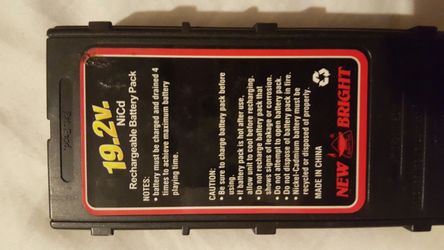 19.2v.
NiCd
Rechargeable Battery Pack
NOTES:
• battery must be charged and drained 4
times to achieve maximum battery
playing time.
CAUTION:
• Be sure to charge battery pack before
using.
• If battery pack is hot after use,
allow unit to cool before recharging.
• Do not recharge battery pack that
shows signs of leakage or corrosion.
• Do not attempt to open battery pack.
• Do not dispose of battery pack in fire.
• Nickel-Cadmium battery must be
recycled or disposed of properly.
MADE IN CHINA
NEW BRIGHT